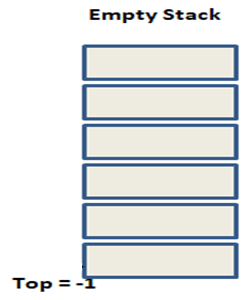 Empty Stack
Top = -1